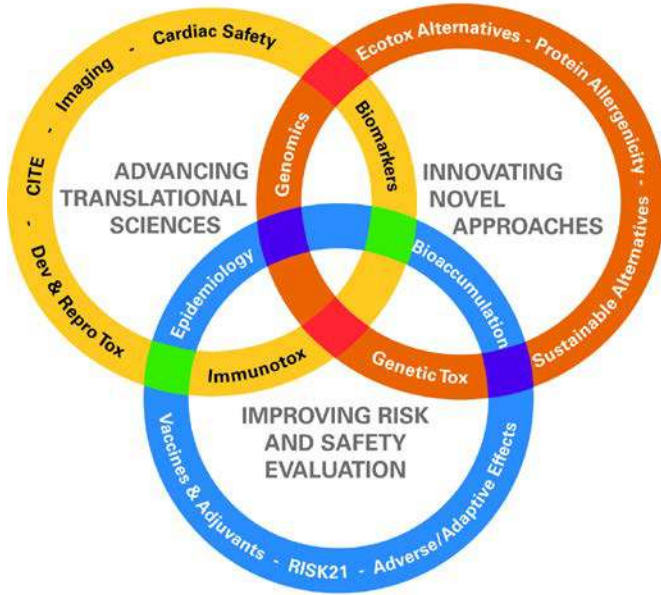 Dev & Repro Tox - CITE - Imaging - Cardiac Safety
Ecotox Alternatives - Protein Allergenicity - Sustainable Alternatives
Genomics
Biomarkers
ADVANCING
TRANSLATIONAL
SCIENCES
INNOVATING
NOVEL
APPROACHES
Epidemiology
Bioaccumulation
Immunotox
Genetic Tox
IMPROVING RISK
AND SAFETY
EVALUATION
Vaccines & Adjuvants - RISK21 - Adverse/Adaptive Effects